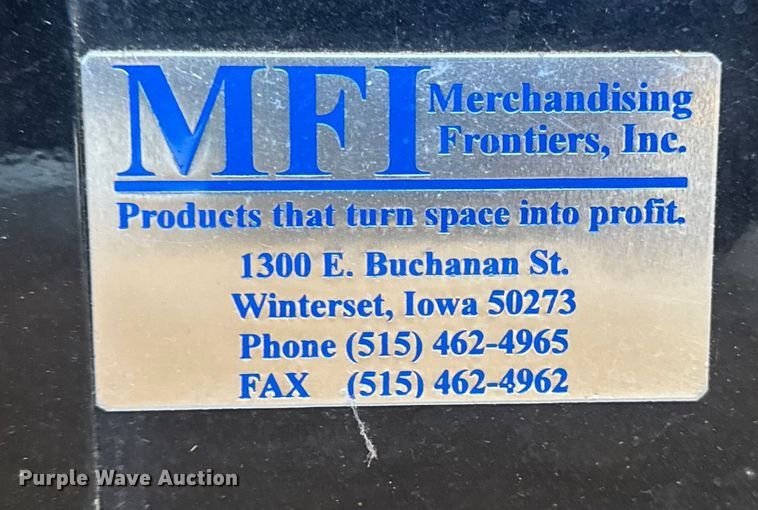 MFI Merchandising
Frontiers, Inc.
Products that turn space into profit.
1300 E. Buchanan St.
Winterset, Iowa 50273
Phone (515) 462-4965
FAX (515) 462-4962
Purple Wave Auction